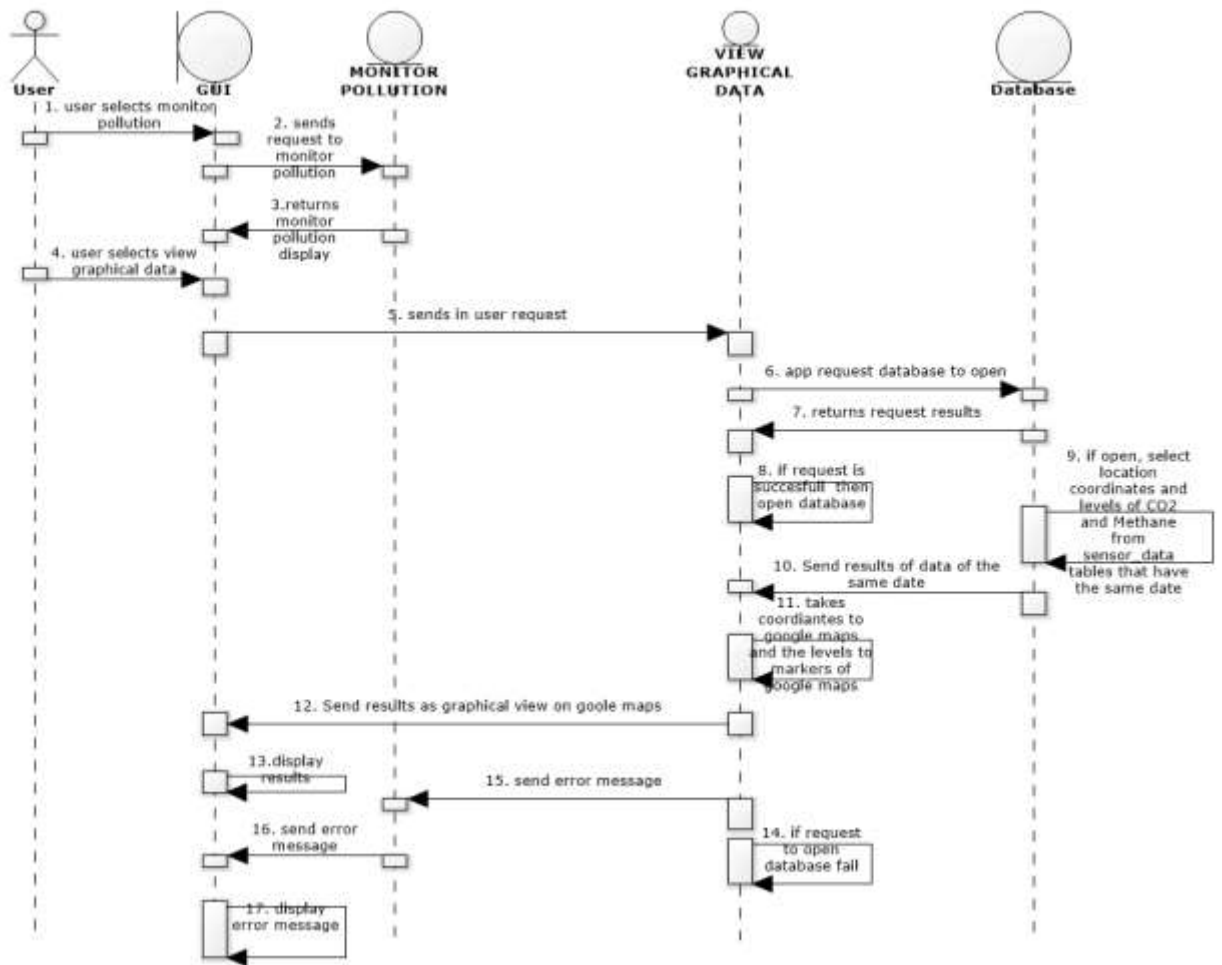 User
GUI
MONITOR
POLLUTION
VIEW
GRAPHICAL
DATA
Database
1. user selects monitor
pollution
2. sends
request to
monitor
pollution
3.returns
monitor
pollution
display
4. user selects view
graphical data
5. sends in user request
6. app request database to open
7. returns request results
8. if request is
succesfull then
open database
9. if open, select
location
coordinates and
levels of CO2
and Methane
from
sensor_data
tables that have
the same date
10. Send results of data of the
same date
11. takes
coordiantes to
google maps
and the levels to
markers of
google maps
12. Send results as graphical view on goole maps
13.display
results
15. send error message
14. if request
to open
database fail
16. send error
message
17. display
error message